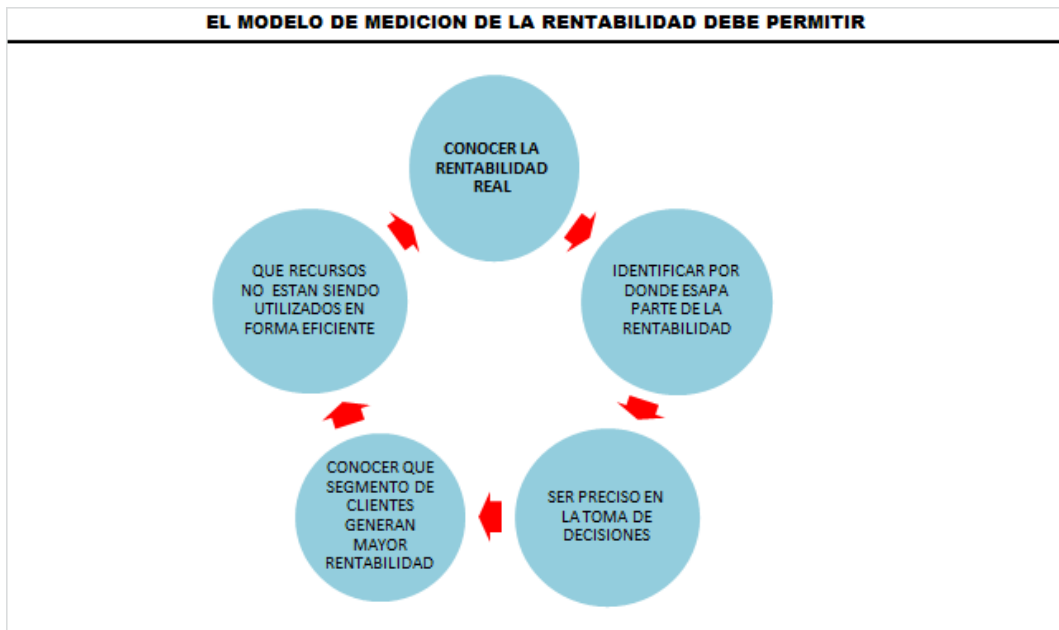 EL MODELO DE MEDICION DE LA RENTABILIDAD DEBE PERMITIR
CONOCER LA
RENTABILIDAD
REAL
IDENTIFICAR POR
DONDE ESAPA
PARTE DE LA
RENTABILIDAD
SER PRECISO EN
LA TOMA DE
DECISIONES
CONOCER QUE
SEGMENTO DE
CLIENTES
GENERAN
MAYOR
RENTABILIDAD
QUE RECURSOS
NO ESTAN SIENDO
UTILIZADOS EN
FORMA EFICIENTE